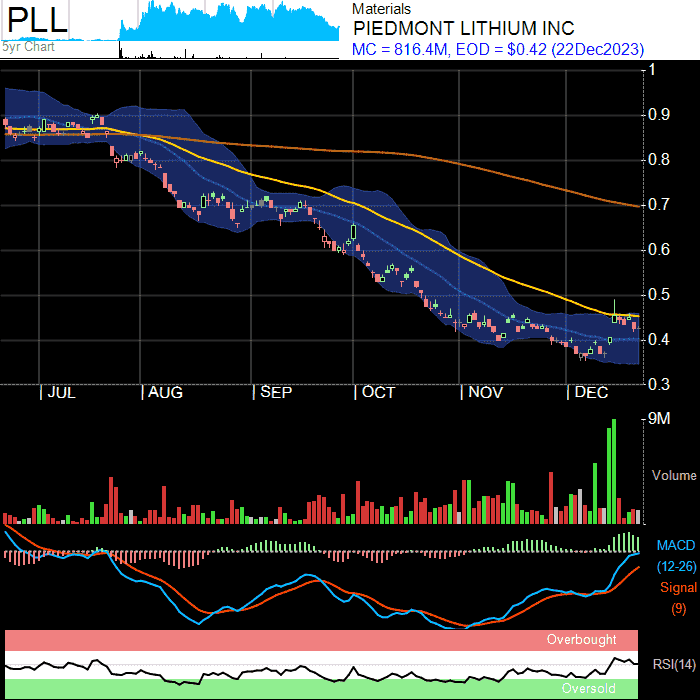 PLL
5yr Chart
Materials
PIEDMONT LITHIUM INC
MC = 816.4M, EOD = $0.42 (22Dec2023)
1
0.9
0.8
0.7
0.6
0.5
0.4
0.3
JUL AUG SEP OCT NOV DEC
9M
Volume
MACD
(12-26)
Signal
(9)
Overbought
RSI(14)
Oversold